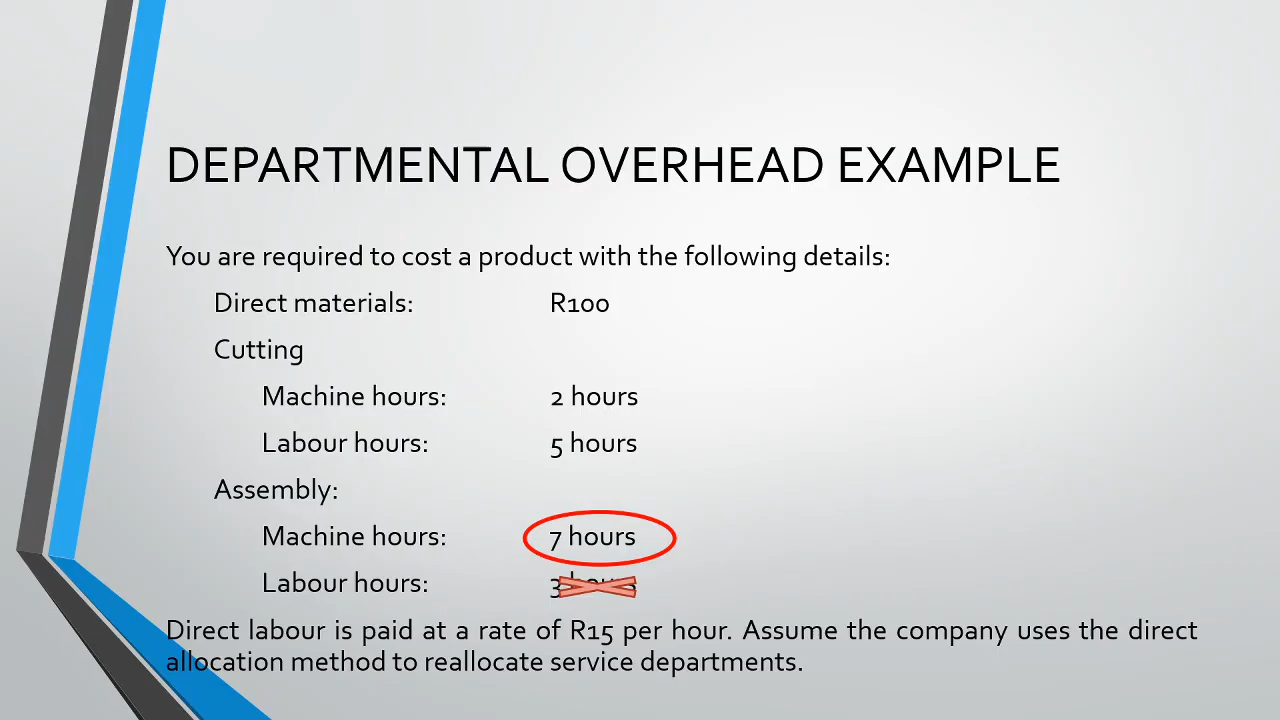 DEPARTMENTAL OVERHEAD EXAMPLE
You are required to cost a product with the following details:
Direct materials: R100
Cutting
Machine hours: 2 hours
Labour hours: 5 hours
Assembly:
Machine hours: 7 hours
Labour hours: 3 hours
Direct labour is paid at a rate of R15 per hour. Assume the company uses the direct
allocation method to reallocate service departments.